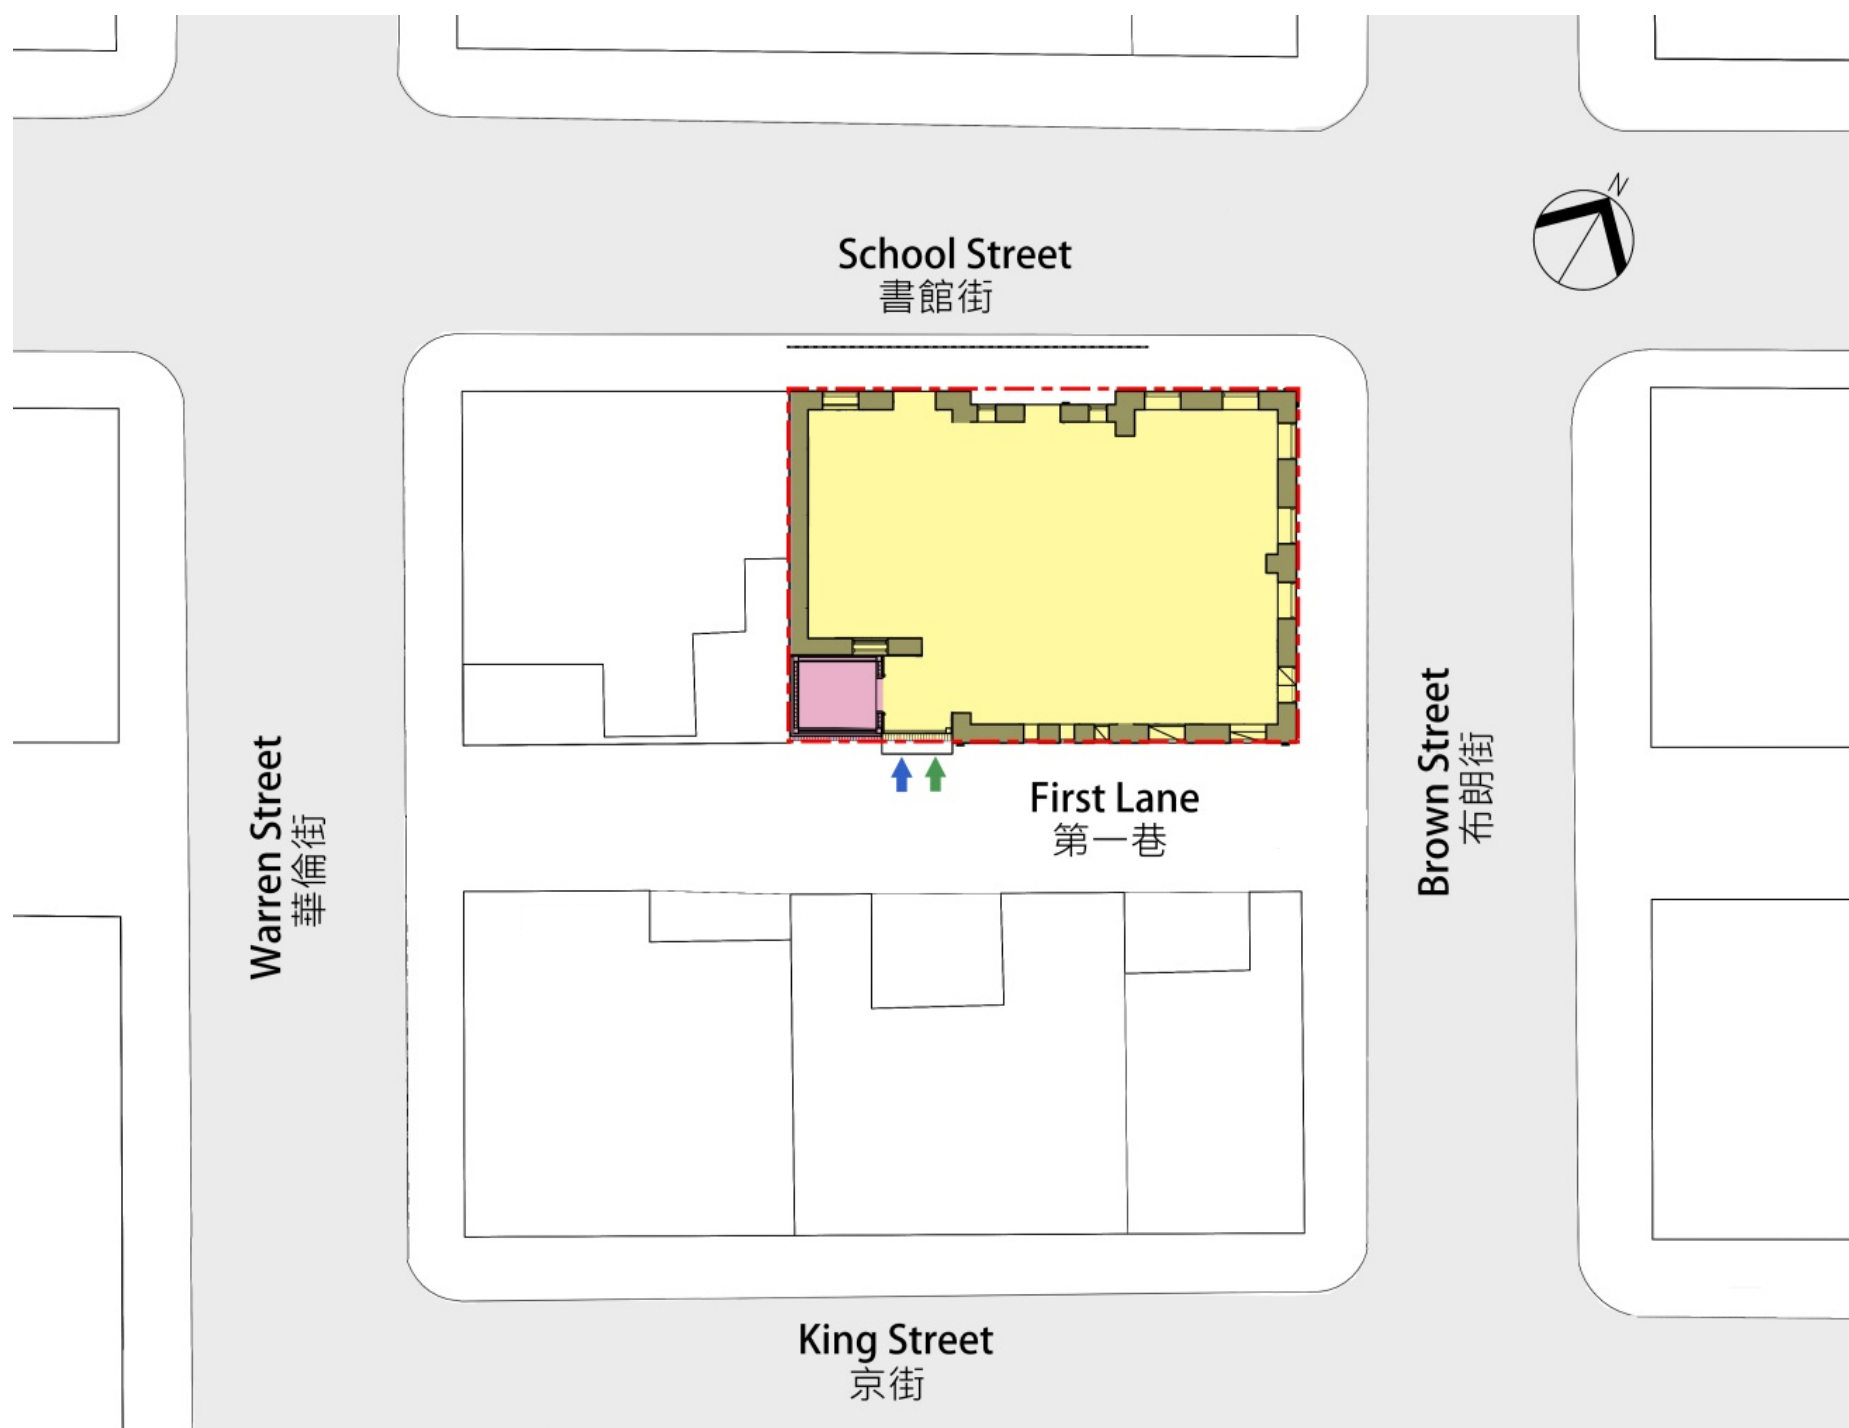 N
School Street
書館街
First Lane
第一巷
Warren Street
華倫街
Brown Street
布朗街
King Street
京街